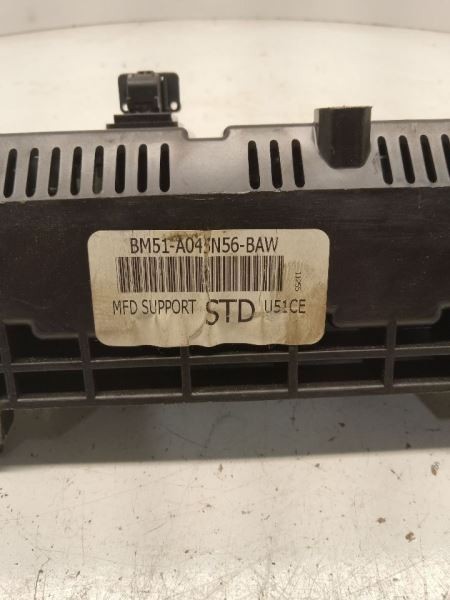 BM51-A043N56-BAW
MFD SUPPORT STD U51CE